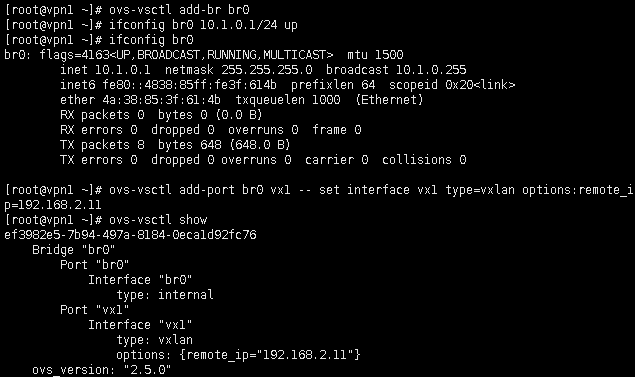 [root@vpn1 ~]# ovs-vsctl add-br br0
[root@vpn1 ~]# ifconfig br0 10.1.0.1/24 up
[root@vpn1 ~]# ifconfig br0
br0: flags=4163<UP,BROADCAST,RUNNING,MULTICAST>  mtu 1500
        inet 10.1.0.1  netmask 255.255.255.0  broadcast 10.1.0.255
        inet6 fe80::4838:85ff:fe3f:614b  prefixlen 64  scopeid 0x20<link>
        ether 4a:38:85:3f:61:4b  txqueuelen 1000  (Ethernet)
        RX packets 0  bytes 0 (0.0 B)
        RX errors 0  dropped 0  overruns 0  frame 0
        TX packets 8  bytes 648 (648.0 B)
        TX errors 0  dropped 0 overruns 0  carrier 0  collisions 0
[root@vpn1 ~]# ovs-vsctl add-port br0 vx1 -- set interface vx1 type=vxlan options:remote_i
p=192.168.2.11
[root@vpn1 ~]# ovs-vsctl show
ef3982e5-7b94-497a-8184-0eca1d92fc76
    Bridge "br0"
        Port "br0"
            Interface "br0"
                type: internal
        Port "vx1"
            Interface "vx1"
                type: vxlan
                options: {remote_ip="192.168.2.11"}
    ovs_version: "2.5.0"